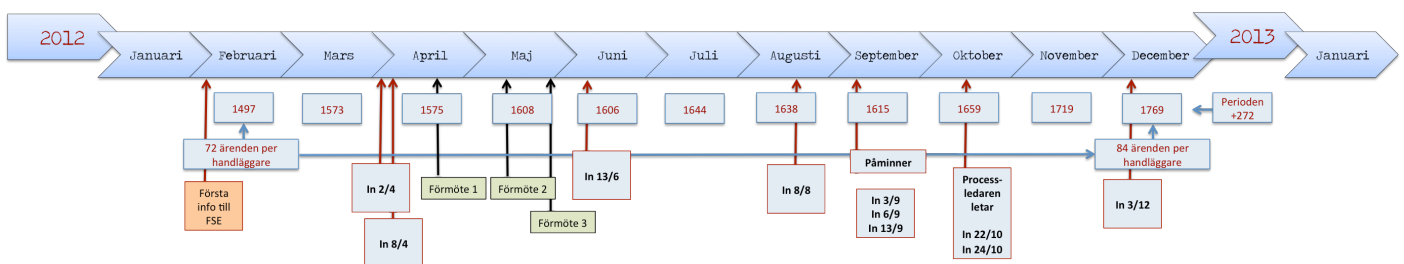 2012
Januari
Februari
Mars
April
Maj
Juni
Juli
Augusti
September
Oktober
November
December
2013
Januari
1497
1573
1575
1608
1606
1644
1638
1615
1659
1719
1769
Perioden
+272
72 ärenden per
handläggare
84 ärenden per
handläggare
Första
info till
FSE
In 2/4
In 8/4
Förmöte 1
Förmöte 2
Förmöte 3
In 13/6
In 8/8
Påminner
In 3/9
In 6/9
In 13/9
Process-
ledaren
letar
In 22/10
In 24/10
In 3/12